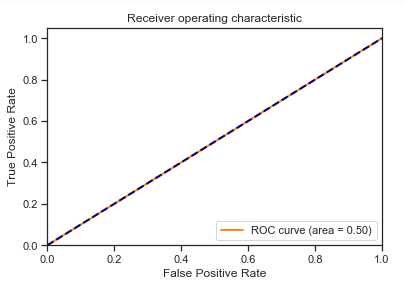 Receiver operating characteristic
True Positive Rate
1.0
0.8
0.6
0.4
0.2
0.0
ROC curve (area = 0.50)
0.0 0.2 0.4 0.6 0.8 1.0
False Positive Rate